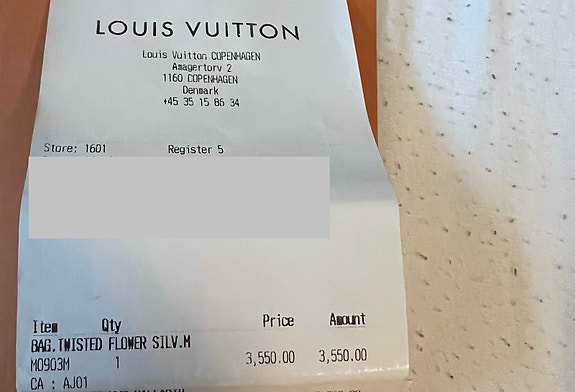 LOUIS VUITTON
Louis Vuitton COPENHAGEN
Amagertorv 2
1160 COPENHAGEN
Denmark
+45 35 15 86 34
Store: 1601 Register 5
Item Qty Price Amount
BAG.TWISTED FLOWER SILV.M
M0903M 1 3,550.00 3,550.00
CA : AJ01